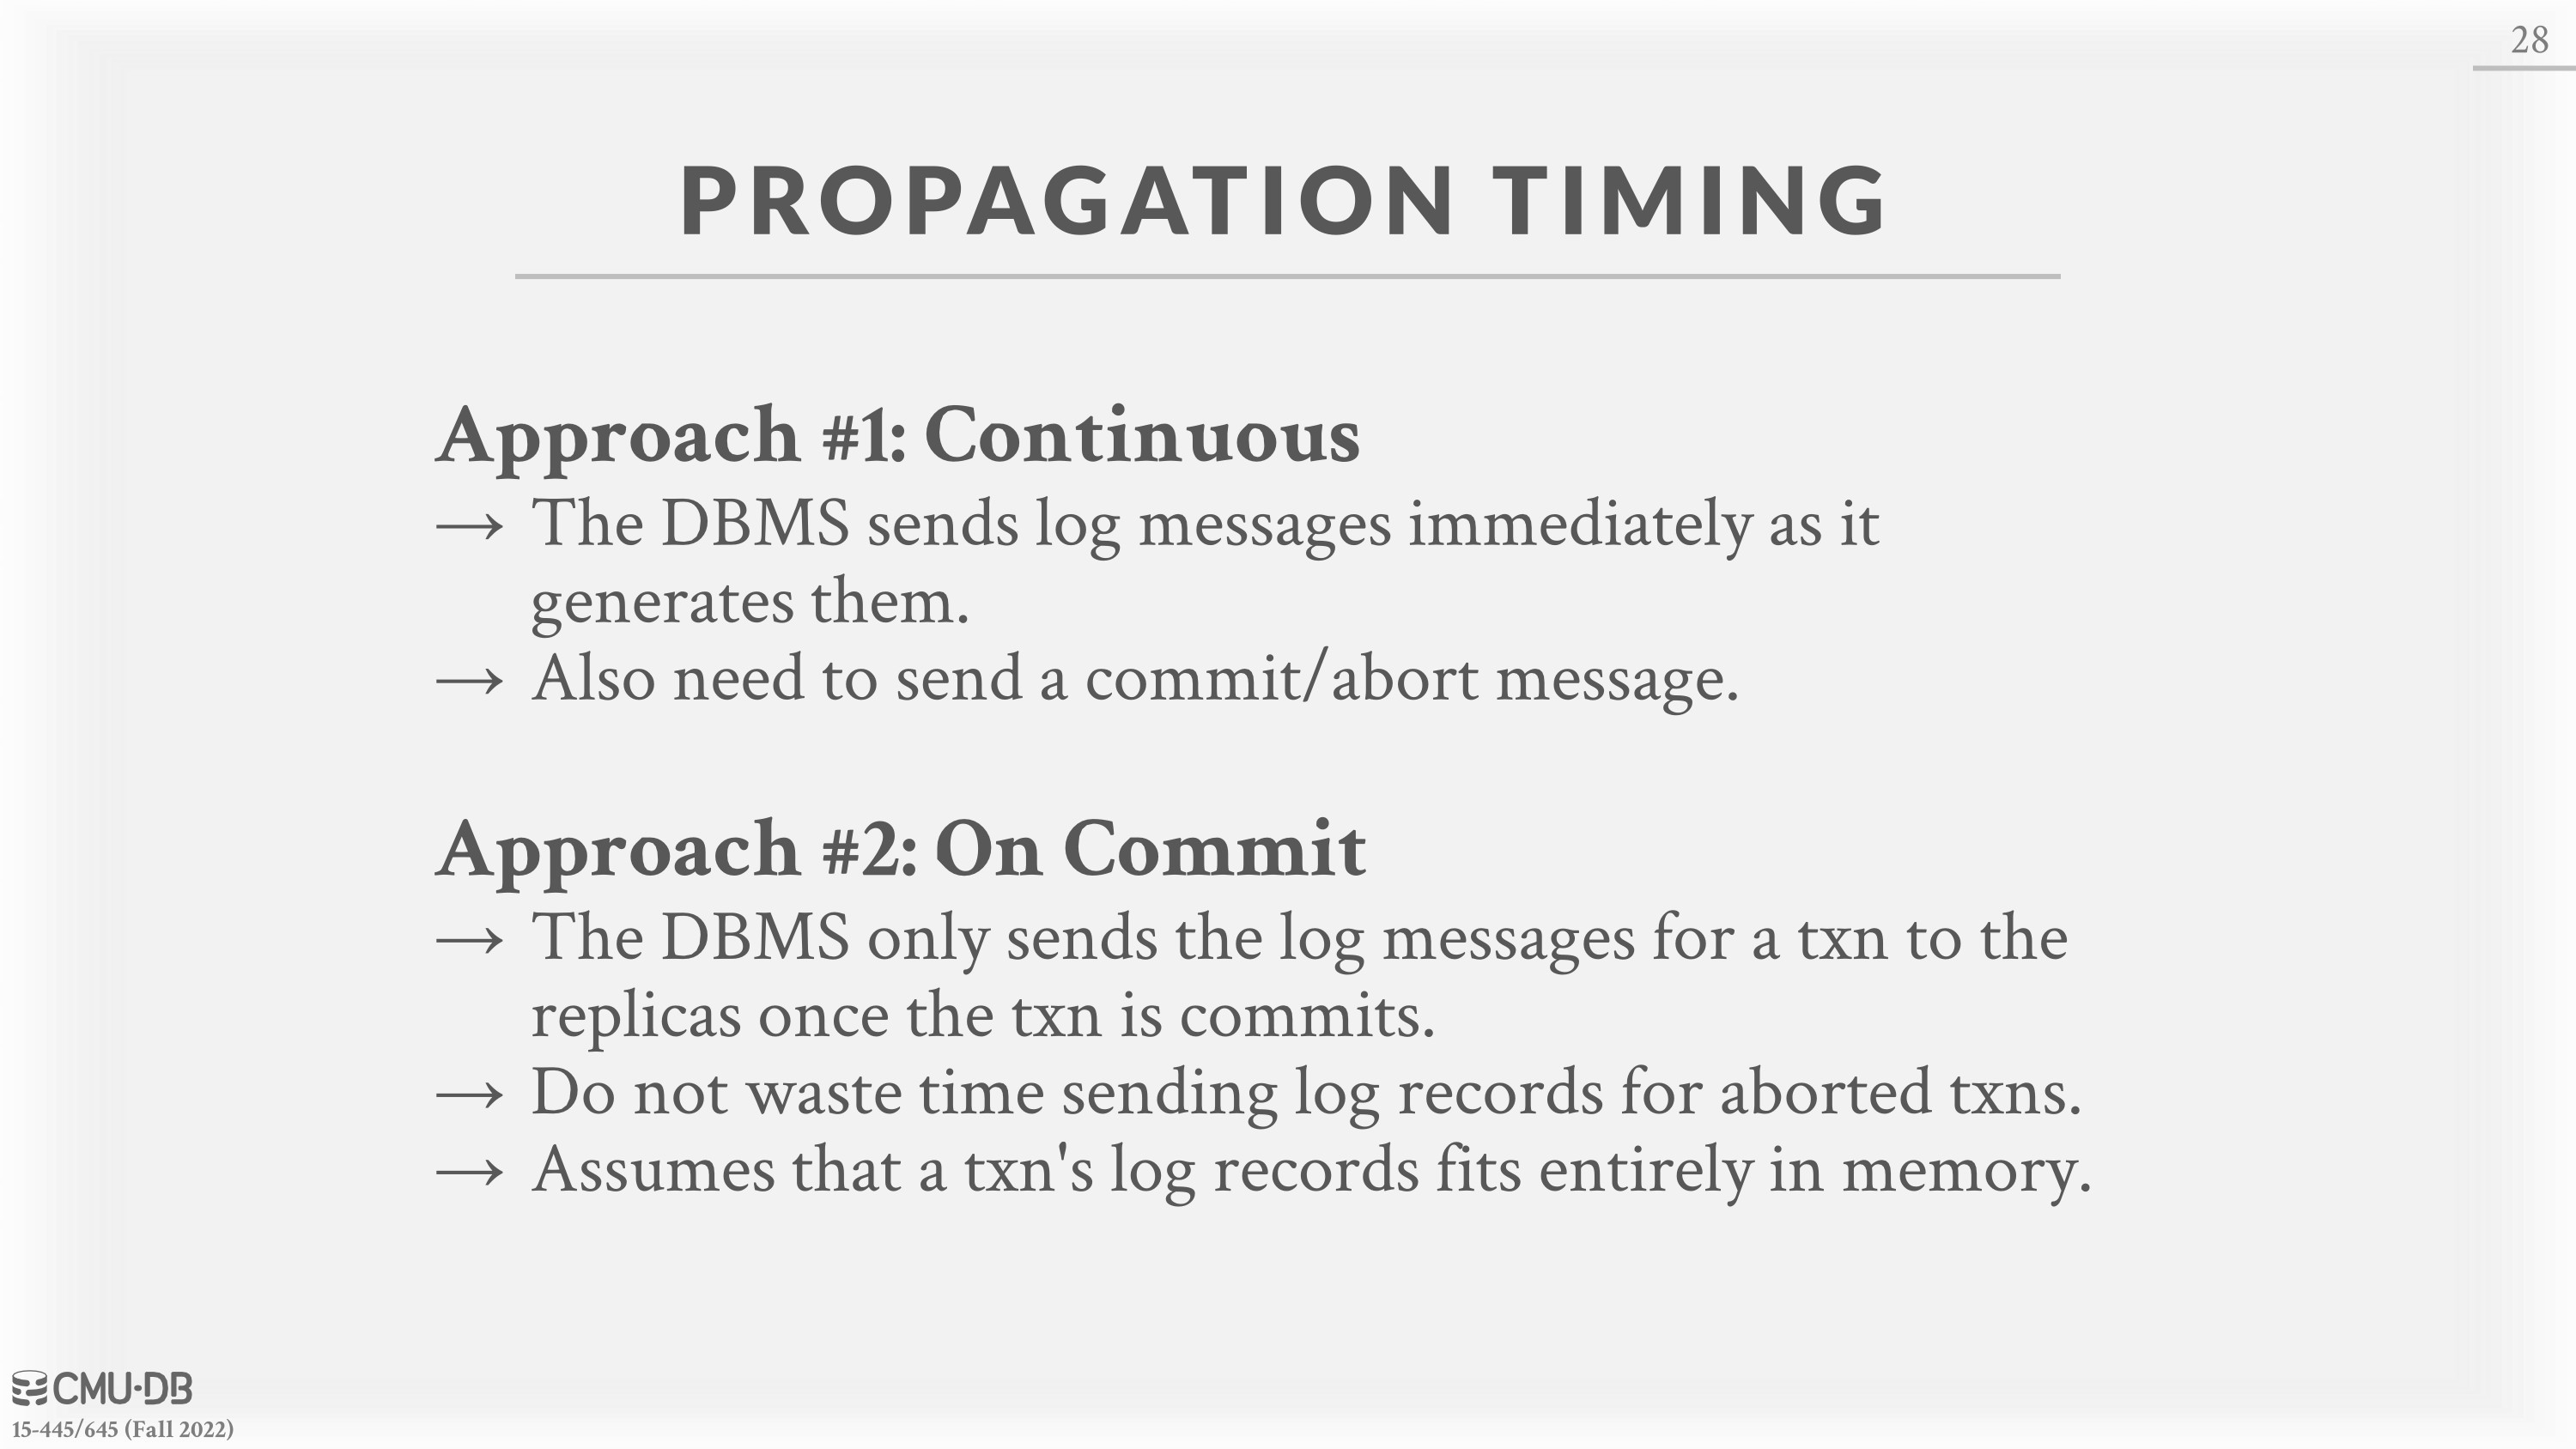 28
PROPAGATION TIMING
Approach #1: Continuous
→ The DBMS sends log messages immediately as it
generates them.
→ Also need to send a commit/abort message.
Approach #2: On Commit
→ The DBMS only sends the log messages for a txn to the
replicas once the txn is commits.
→ Do not waste time sending log records for aborted txns.
→ Assumes that a txn's log records fits entirely in memory.
CMU·DB
15-445/645 (Fall 2022)